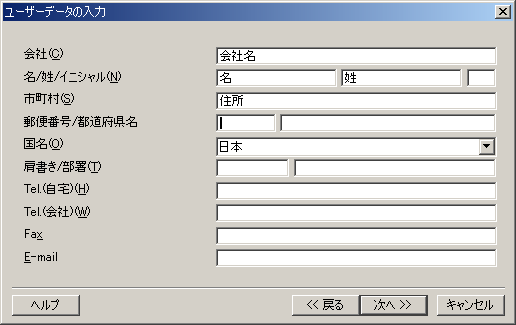 ユーザーデータの入力
会社(C) 会社名
名/姓/イニシャル(N) 名 姓
市町村(S) 住所
郵便番号/都道府県名
国名(O) 日本
肩書き/部署(T)
Tel.(自宅)(H)
Tel.(会社)(W)
Fax
E-mail
ヘルプ << 戻る 次へ >> キャンセル